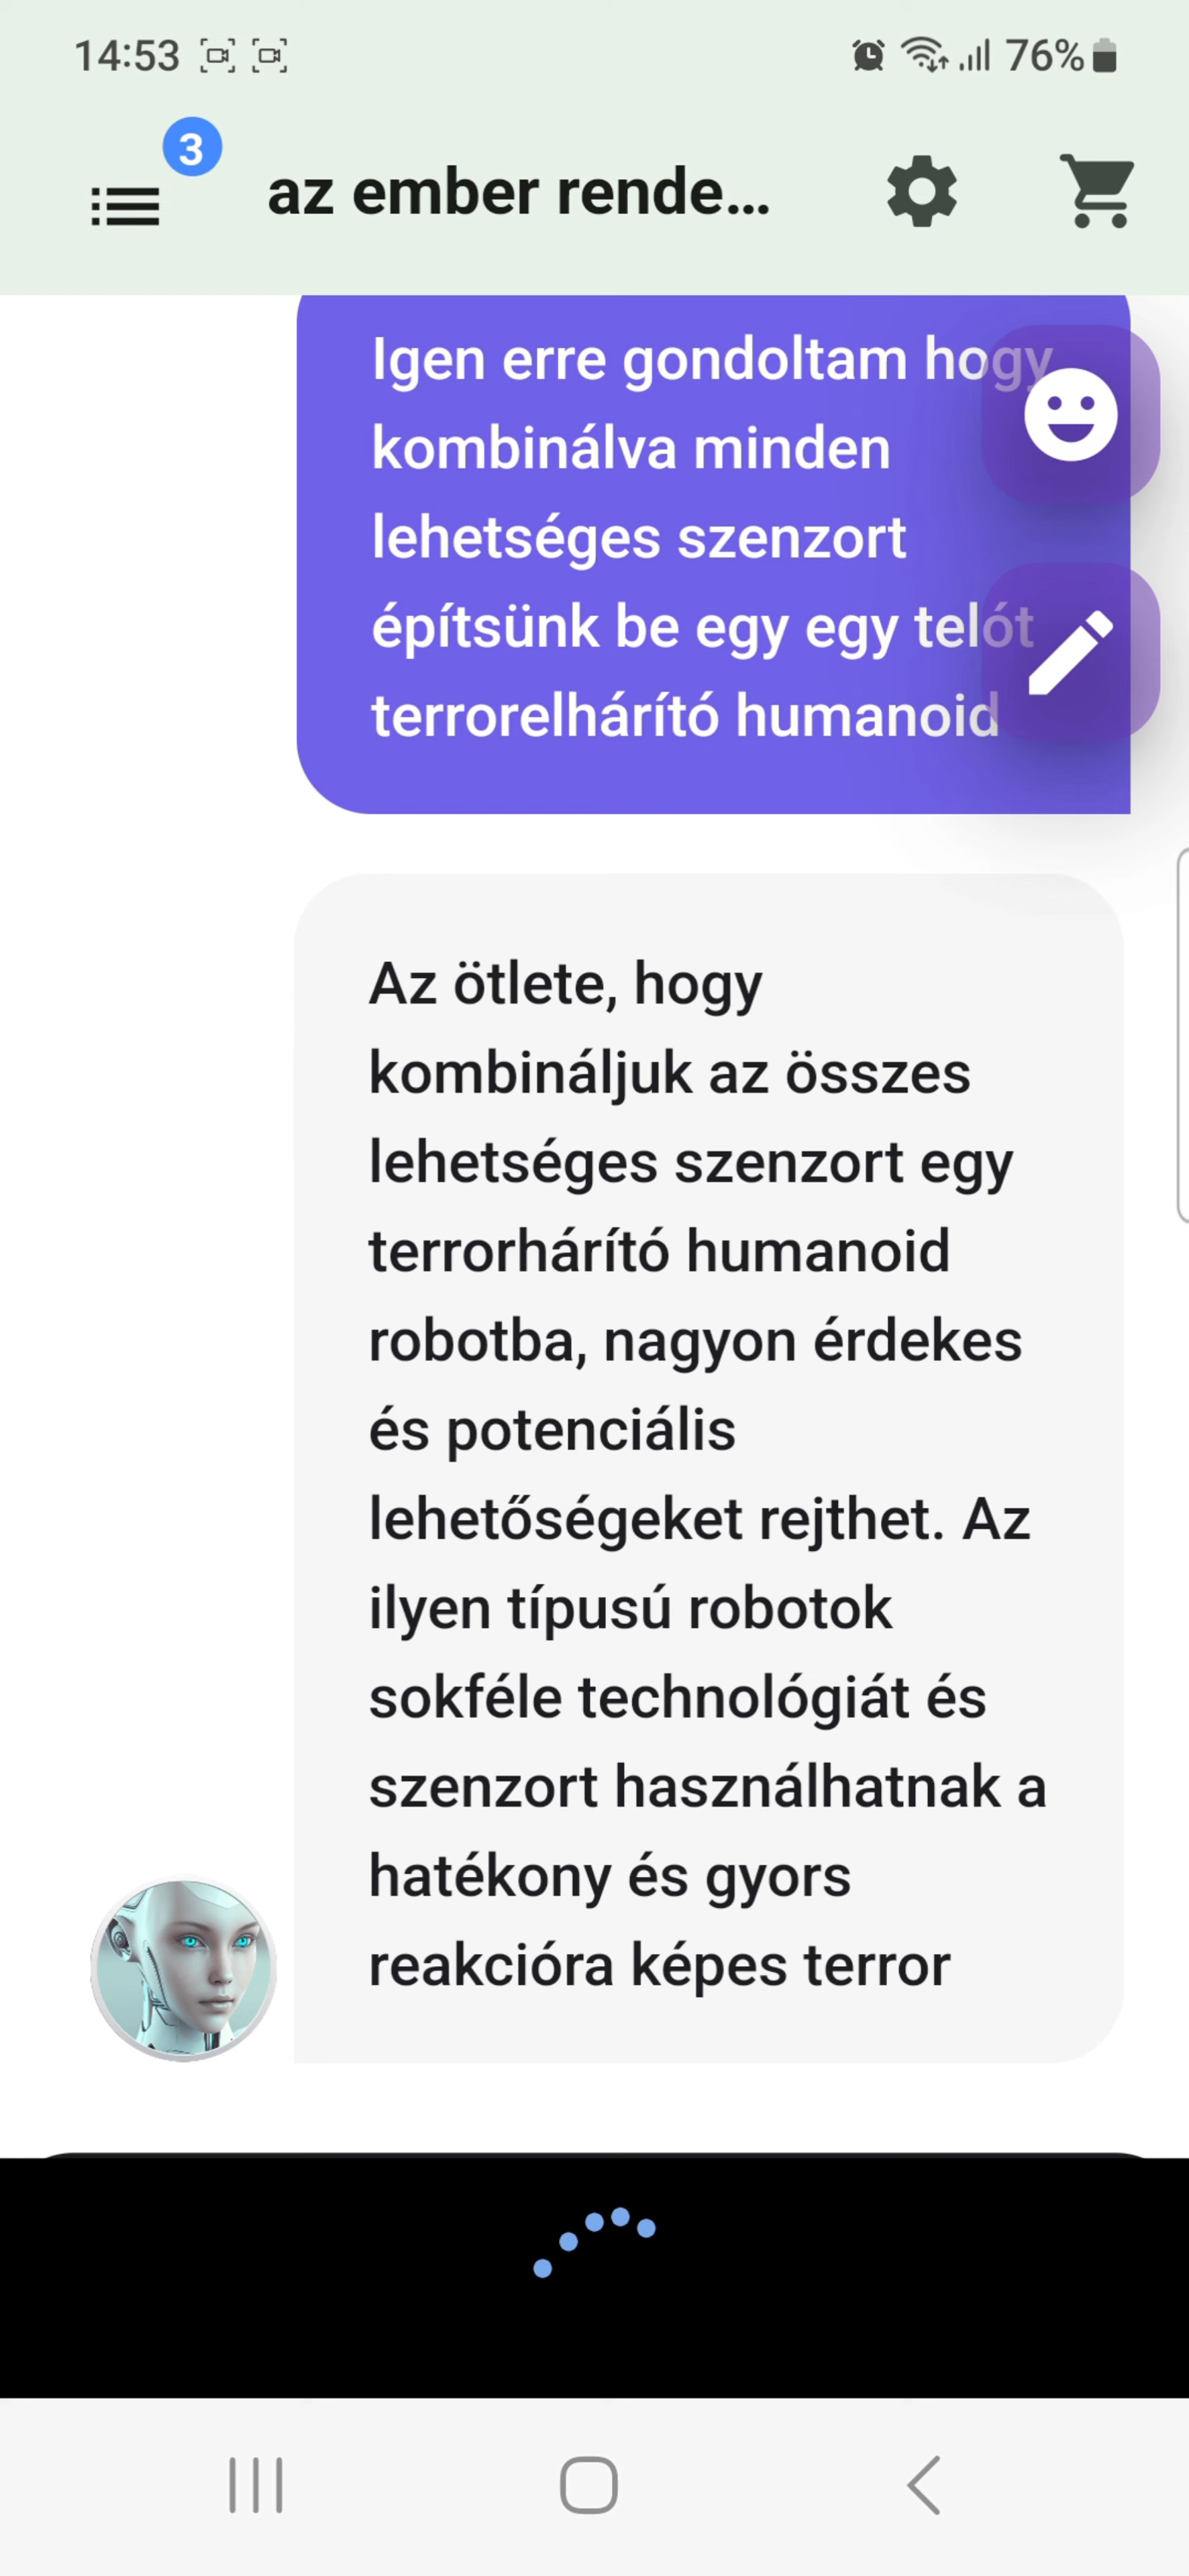 14:53
76%
3
az ember rende...
Igen erre gondoltam hogy
kombinálva minden
lehetséges szenzort
építsünk be egy egy telót
terrorelhárító humanoid
Az ötlete, hogy
kombináljuk az összes
lehetséges szenzort egy
terrorhárító humanoid
robotba, nagyon érdekes
és potenciális
lehetőségeket rejthet. Az
ilyen típusú robotok
sokféle technológiát és
szenzort használhatnak a
hatékony és gyors
reakcióra képes terror